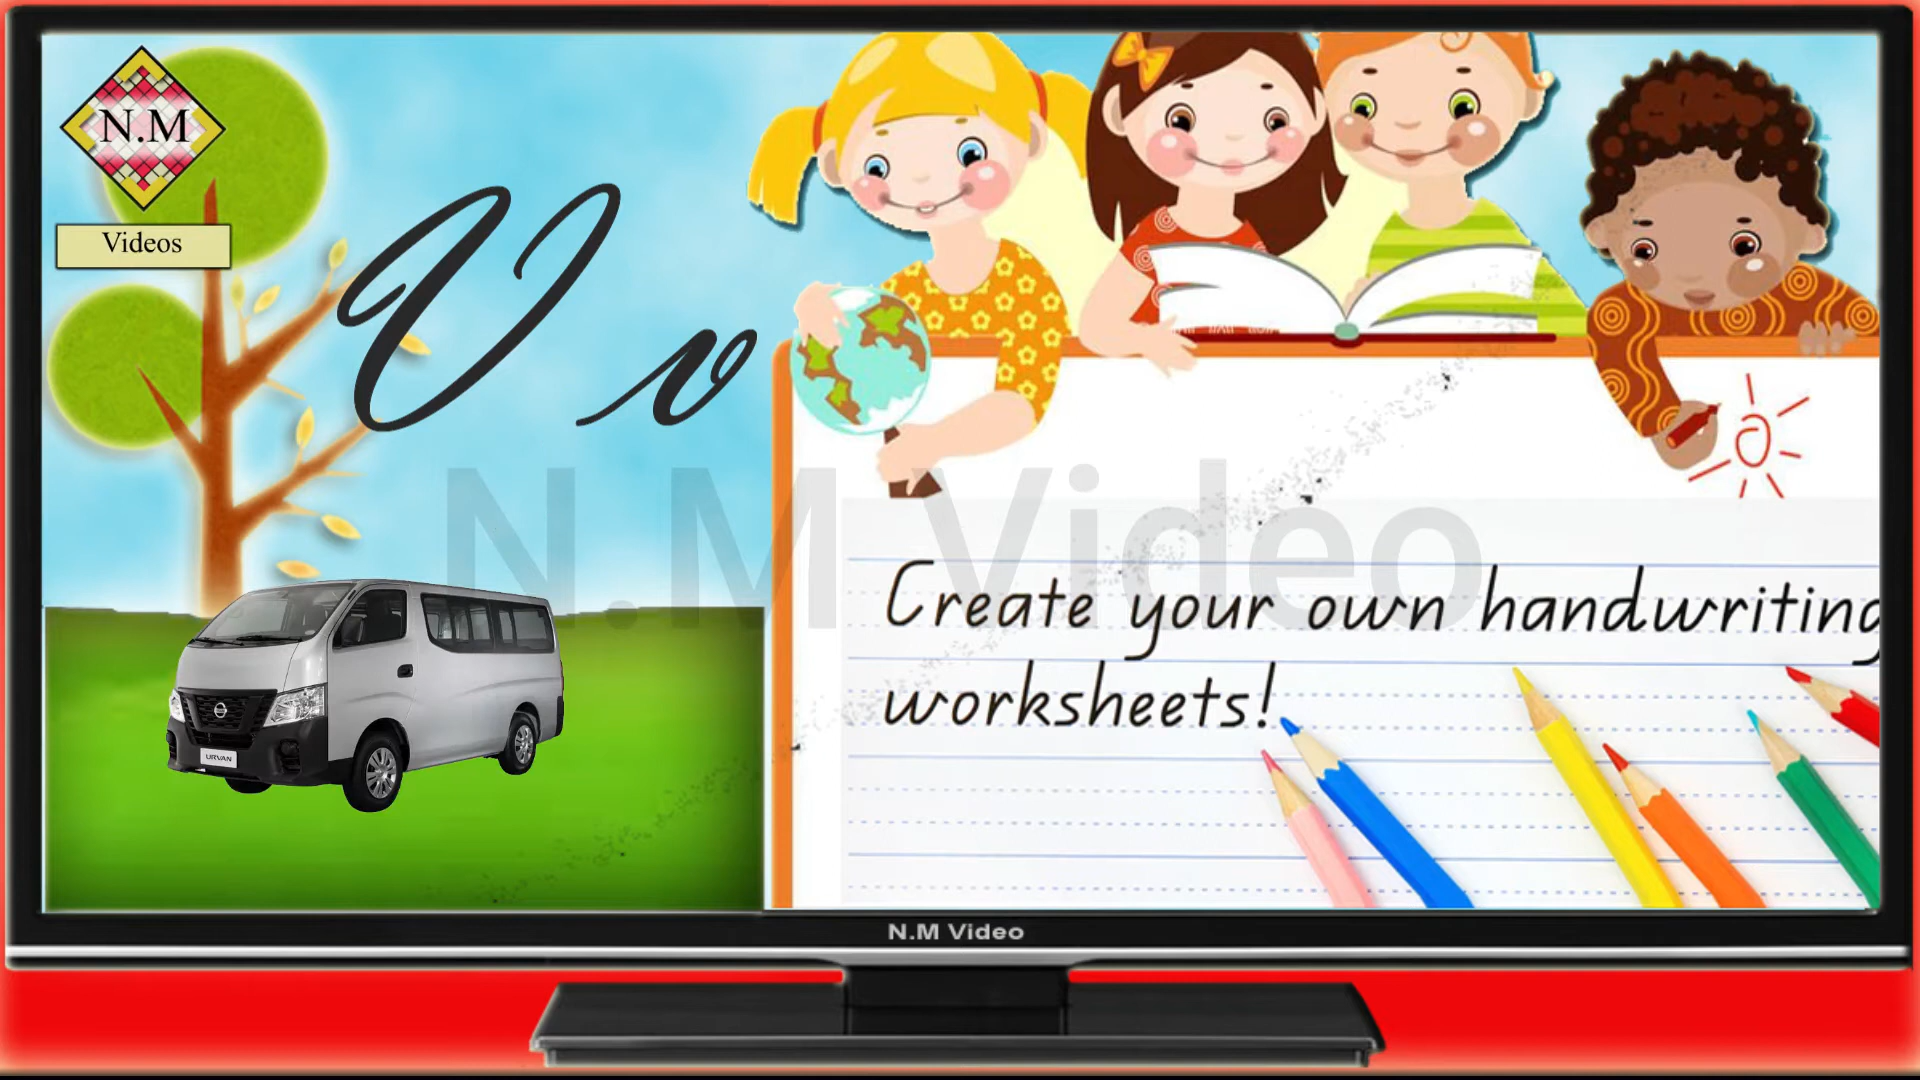 N.M
Videos
V v
N.M Video
Create your own handwriting
worksheets!
URVAN
N.M Video